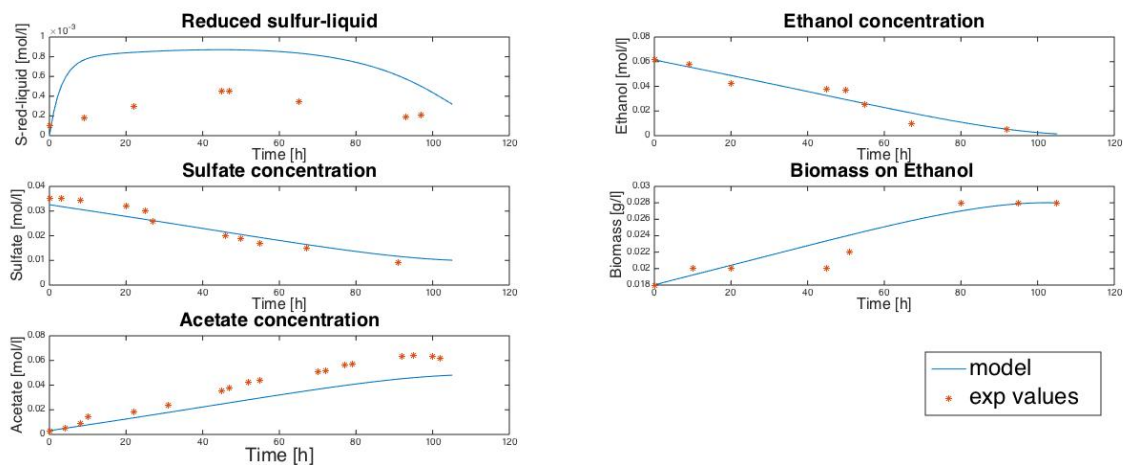 Reduced sulfur-liquid
×10⁻³
S-red-liquid [mol/l]
1
0.8
0.6
0.4
0.2
0
0 20 40 60 80 100 120
Time [h]
Sulfate concentration
Sulfate [mol/l]
0.04
0.03
0.02
0.01
0
0 20 40 60 80 100 120
Time [h]
Acetate concentration
Acetate [mol/l]
0.08
0.06
0.04
0.02
0
0 20 40 60 80 100 120
Time [h]
Ethanol concentration
Ethanol [mol/l]
0.08
0.06
0.04
0.02
0
0 20 40 60 80 100 120
Time [h]
Biomass on Ethanol
Biomass [g/l]
0.03
0.028
0.026
0.024
0.022
0.02
0.018
0 20 40 60 80 100 120
Time [h]
model
exp values